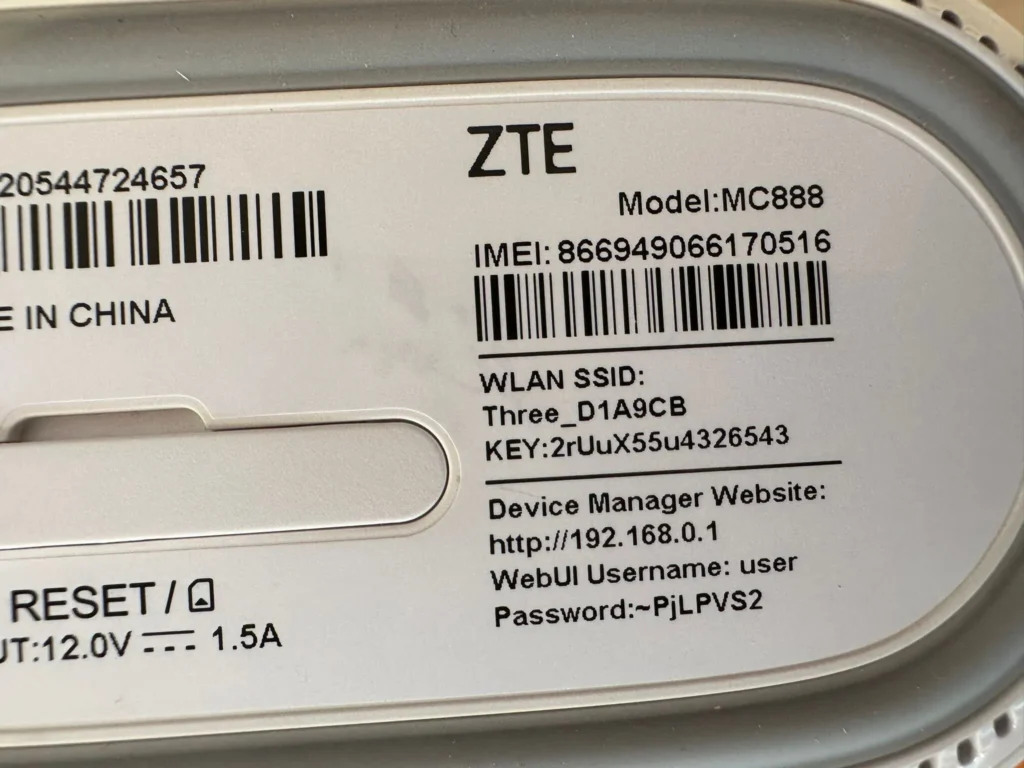 20544724657
E IN CHINA
RESET /
UT:12.0V 1.5A
ZTE
Model:MC888
IMEI: 866949066170516
WLAN SSID:
Three_D1A9CB
KEY:2rUuX55u4326543
Device Manager Website:
http://192.168.0.1
WebUI Username: user
Password:~PjLPVS2